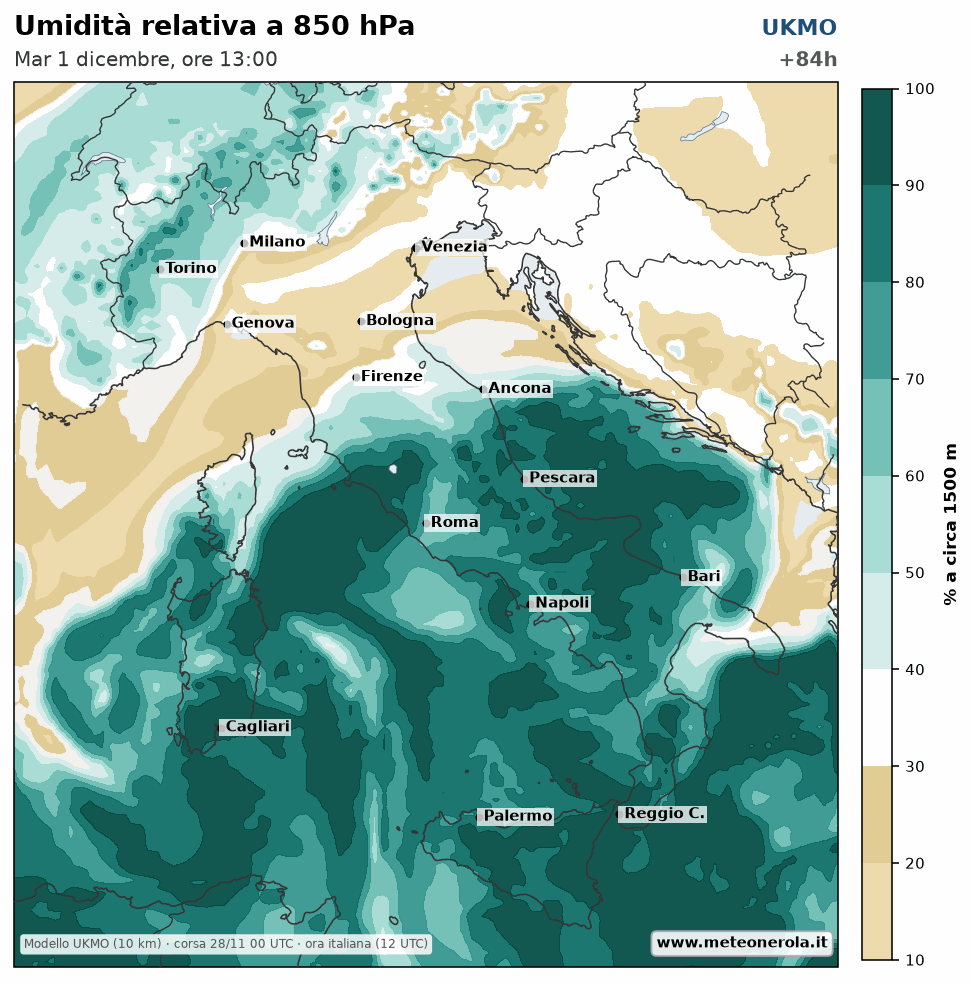 Umidità relativa a 850 hPa
UKMO
Mar 1 dicembre, ore 13:00
+84h
Milano
Venezia
Torino
Genova
Bologna
Firenze
Ancona
Pescara
Roma
Bari
Napoli
Cagliari
Palermo
Reggio C.
100
90
80
70
60
50
40
30
20
10
% a circa 1500 m
Modello UKMO (10 km) · corsa 28/11 00 UTC · ora italiana (12 UTC)
www.meteonerola.it